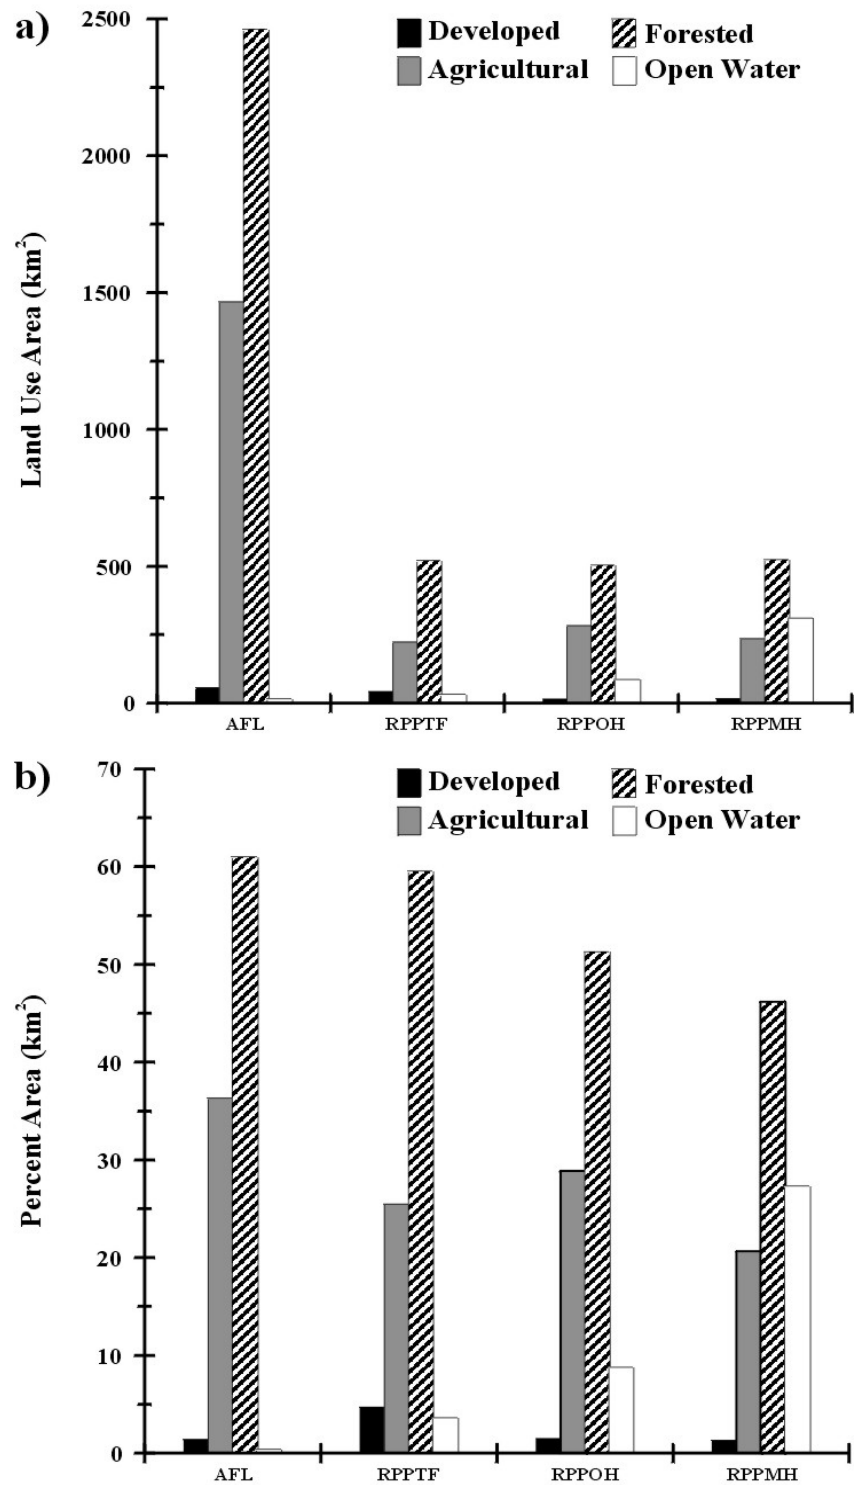 a)
Developed
Forested
Agricultural
Open Water
Land Use Area (km²)
2500
2000
1500
1000
500
0
AFL
RPPTF
RPPOH
RPPMH
b)
Developed
Forested
Agricultural
Open Water
Percent Area (km²)
70
60
50
40
30
20
10
0
AFL
RPPTF
RPPOH
RPPMH